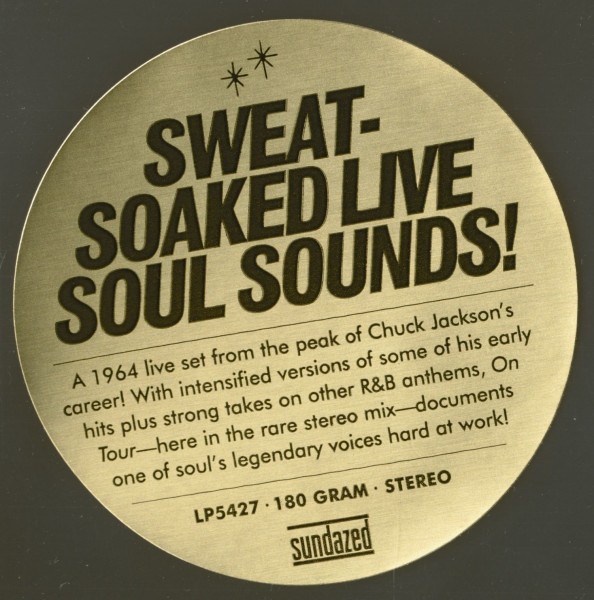 SWEAT-
SOAKED LIVE
SOUL SOUNDS!
A 1964 live set from the peak of Chuck Jackson's
career! With intensified versions of some of his early
hits plus strong takes on other R&B anthems, On
Tour—here in the rare stereo mix—documents
one of soul's legendary voices hard at work!
LP5427 · 180 GRAM · STEREO
sundazed